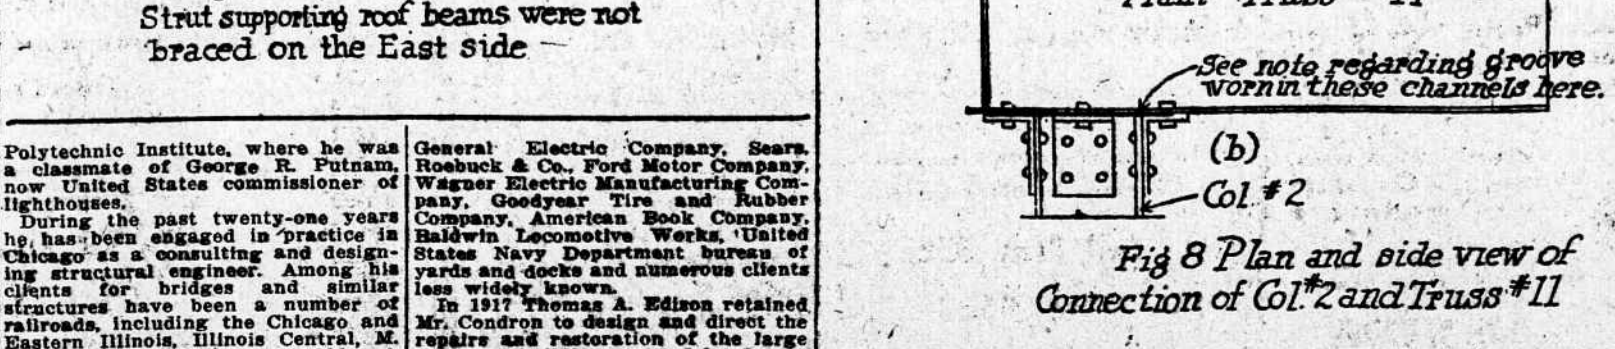 Strut supporting roof beams were not
braced on the East side
Polytechnic Institute, where he was
a classmate of George R. Putnam,
now United States commissioner of
lighthouses.
During the past twenty-one years
he has been engaged in practice in
Chicago as a consulting and design-
ing structural engineer. Among his
clients for bridges and similar
structures have been a number of
railroads, including the Chicago and
Eastern Illinois, Illinois Central, M.
General Electric Company, Sears,
Roebuck & Co., Ford Motor Company,
Wagner Electric Manufacturing Com-
pany, Goodyear Tire and Rubber
Company, American Book Company,
Baldwin Locomotive Works, United
States Navy Department bureau of
yards and docks and numerous clients
less widely known.
In 1917 Thomas A. Edison retained
Mr. Condron to design and direct the
repairs and restoration of the large
See note regarding groove
worn in these channels here.
(b)
Col. #2
Fig 8 Plan and side view of
Connection of Col. #2 and Truss #11